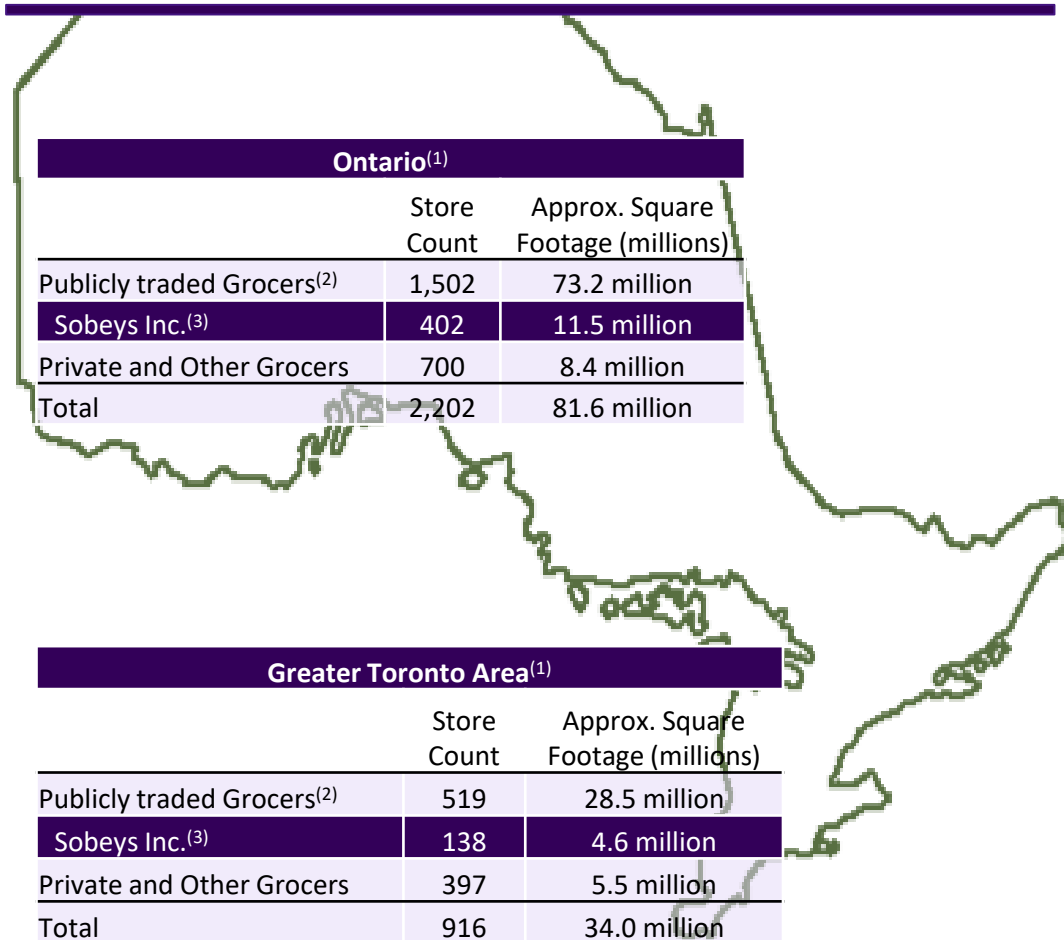 Ontario(1)
Store Count Approx. Square Footage (millions)
Publicly traded Grocers(2) 1,502 73.2 million
Sobeys Inc.(3) 402 11.5 million
Private and Other Grocers 700 8.4 million
Total 2,202 81.6 million
Greater Toronto Area(1)
Store Count Approx. Square Footage (millions)
Publicly traded Grocers(2) 519 28.5 million
Sobeys Inc.(3) 138 4.6 million
Private and Other Grocers 397 5.5 million
Total 916 34.0 million